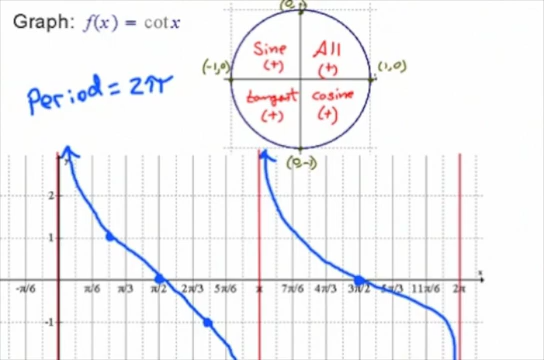 Graph: f(x) = cot x
Period = 2π
(0,1)
Sine All
(+) (+)
(-1,0) (1,0)
tangent cosine
(+) (+)
(0,-1)
y
2
1
x
-π/6 π/6 π/3 π/2 2π/3 5π/6 π 7π/6 4π/3 3π/2 5π/3 11π/6 2π
-1